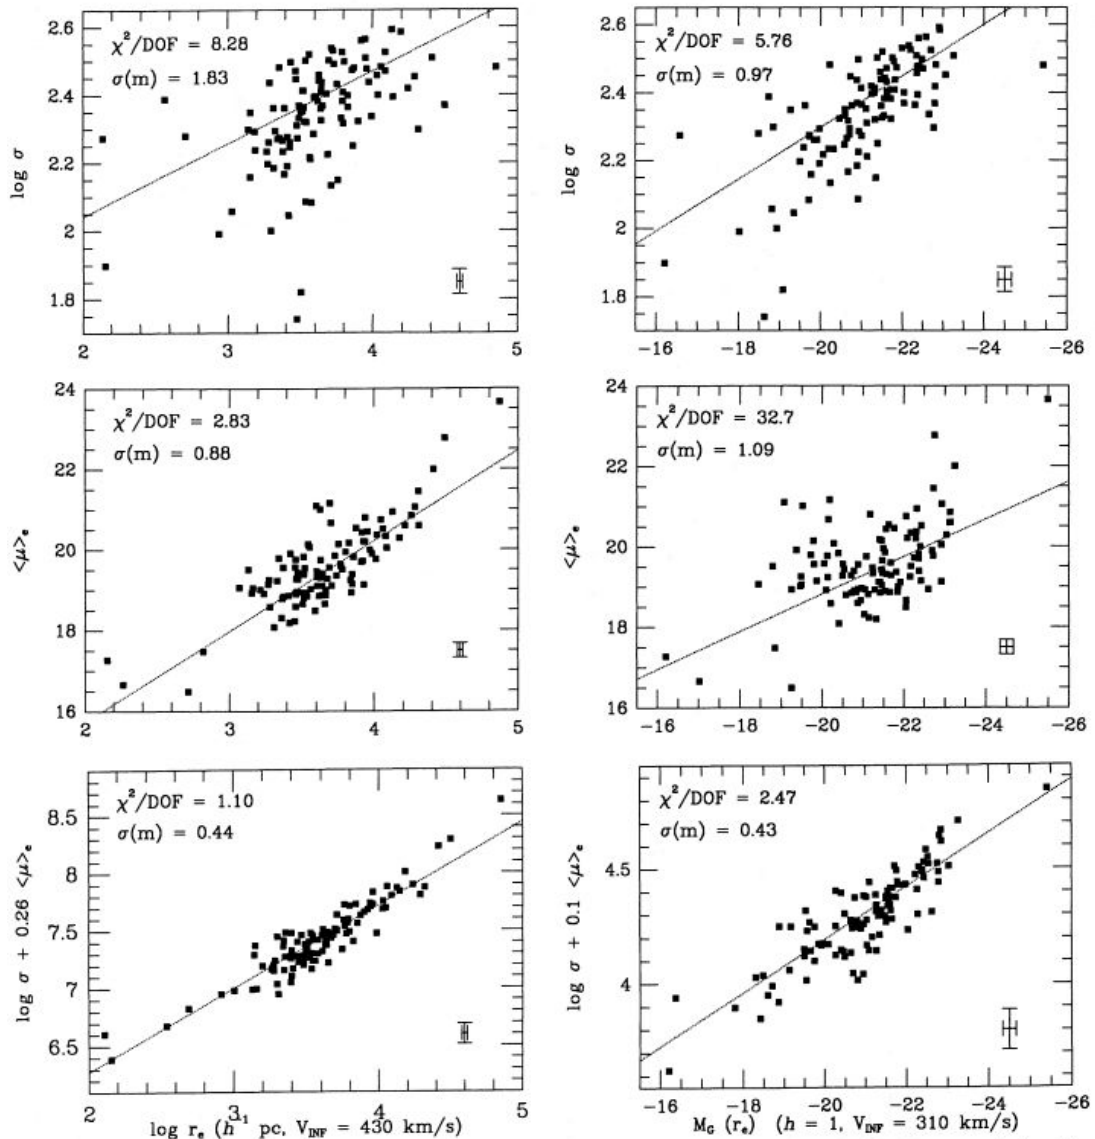 2.6
2.4
2.2
2
1.8
log σ
χ²/DOF = 8.28
σ(m) = 1.83
2
3
4
5
2.6
2.4
2.2
2
1.8
log σ
χ²/DOF = 5.76
σ(m) = 0.97
−16
−18
−20
−22
−24
−26
24
22
20
18
16
<μ>e
χ²/DOF = 2.83
σ(m) = 0.88
2
3
4
5
24
22
20
18
16
<μ>e
χ²/DOF = 32.7
σ(m) = 1.09
−16
−18
−20
−22
−24
−26
8.5
8
7.5
7
6.5
log σ + 0.26 <μ>e
χ²/DOF = 1.10
σ(m) = 0.44
2
3
4
5
log re (h⁻¹ pc, VINF = 430 km/s)
4.5
4
log σ + 0.1 <μ>e
χ²/DOF = 2.47
σ(m) = 0.43
−16
−18
−20
−22
−24
−26
MG (re) (h = 1, VINF = 310 km/s)